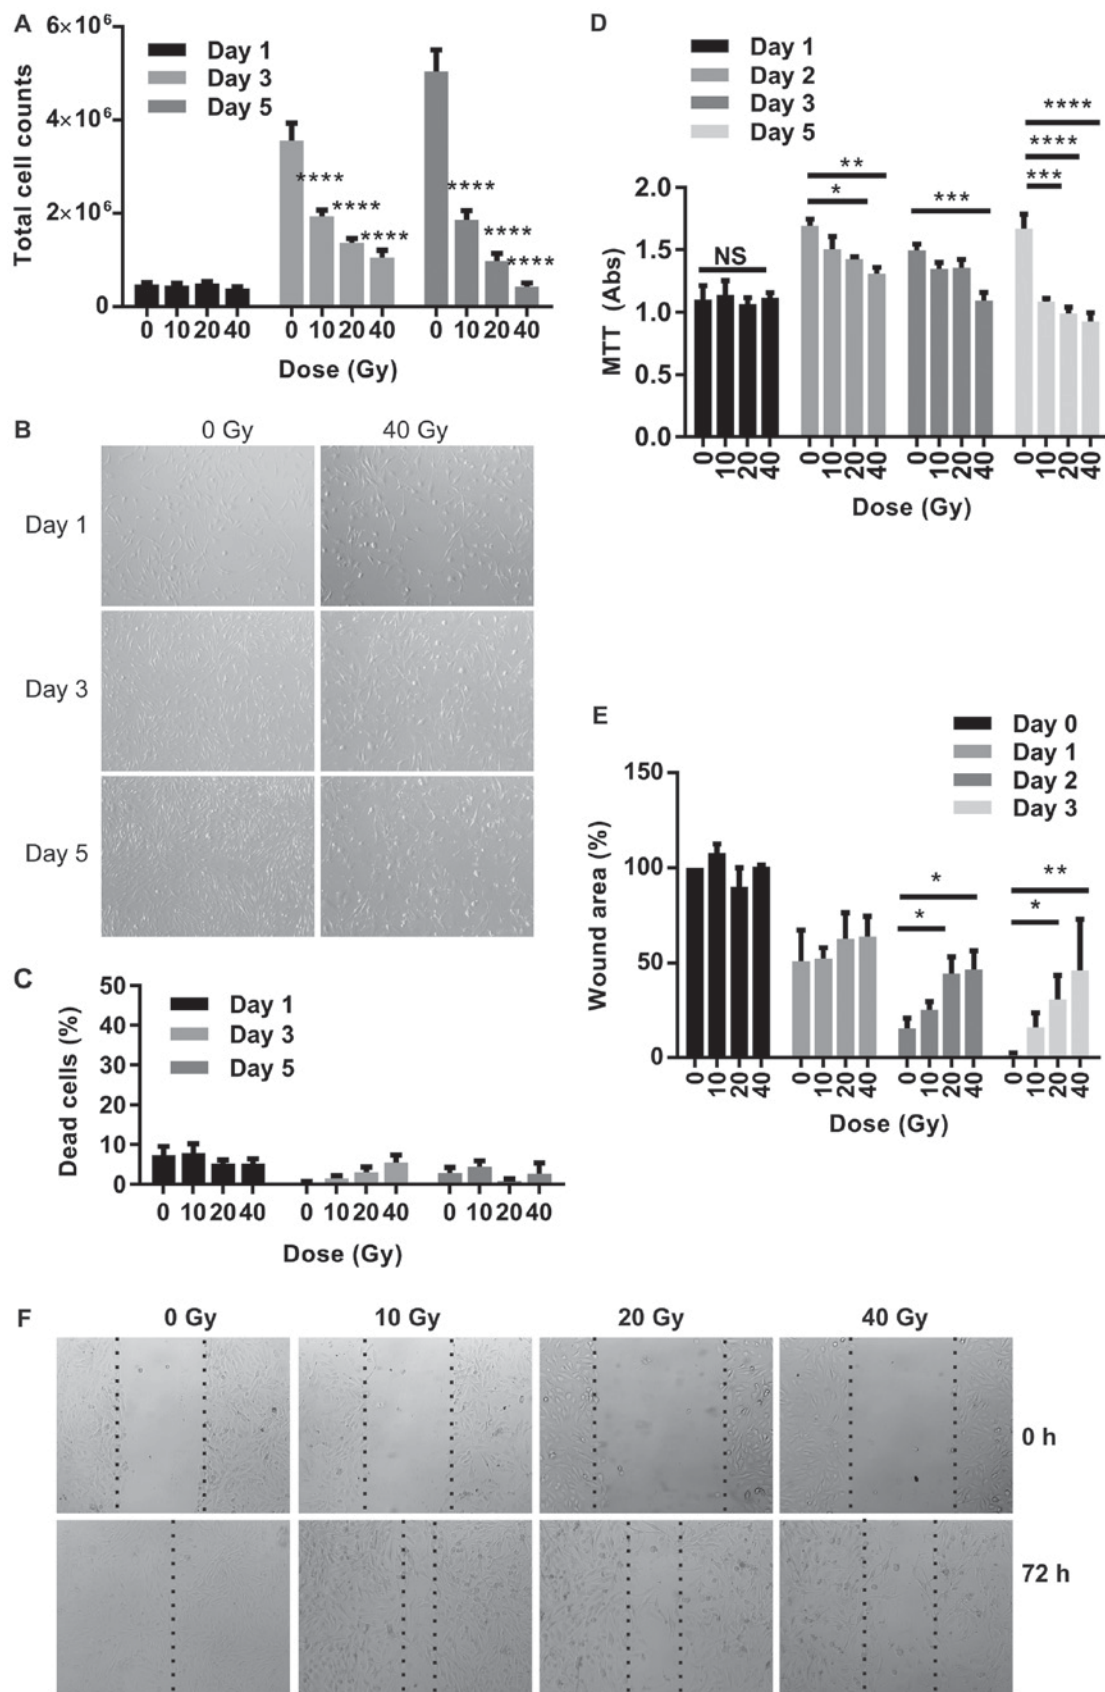 A
6×10⁶
4×10⁶
2×10⁶
0
Total cell counts
Day 1
Day 3
Day 5
****
****
****
****
****
****
0 10 20 40 0 10 20 40 0 10 20 40
Dose (Gy)
B
0 Gy 40 Gy
Day 1
Day 3
Day 5
C
50
40
30
20
10
0
Dead cells (%)
Day 1
Day 3
Day 5
0 10 20 40 0 10 20 40 0 10 20 40
Dose (Gy)
D
Day 1
Day 2
Day 3
Day 5
2.0
1.5
1.0
0.5
0.0
MTT (Abs)
NS
**
*
***
****
****
***
0 10 20 40 0 10 20 40 0 10 20 40 0 10 20 40
Dose (Gy)
E
Day 0
Day 1
Day 2
Day 3
150
100
50
0
Wound area (%)
*
*
**
*
0 10 20 40 0 10 20 40 0 10 20 40 0 10 20 40
Dose (Gy)
F
0 Gy 10 Gy 20 Gy 40 Gy
0 h
72 h